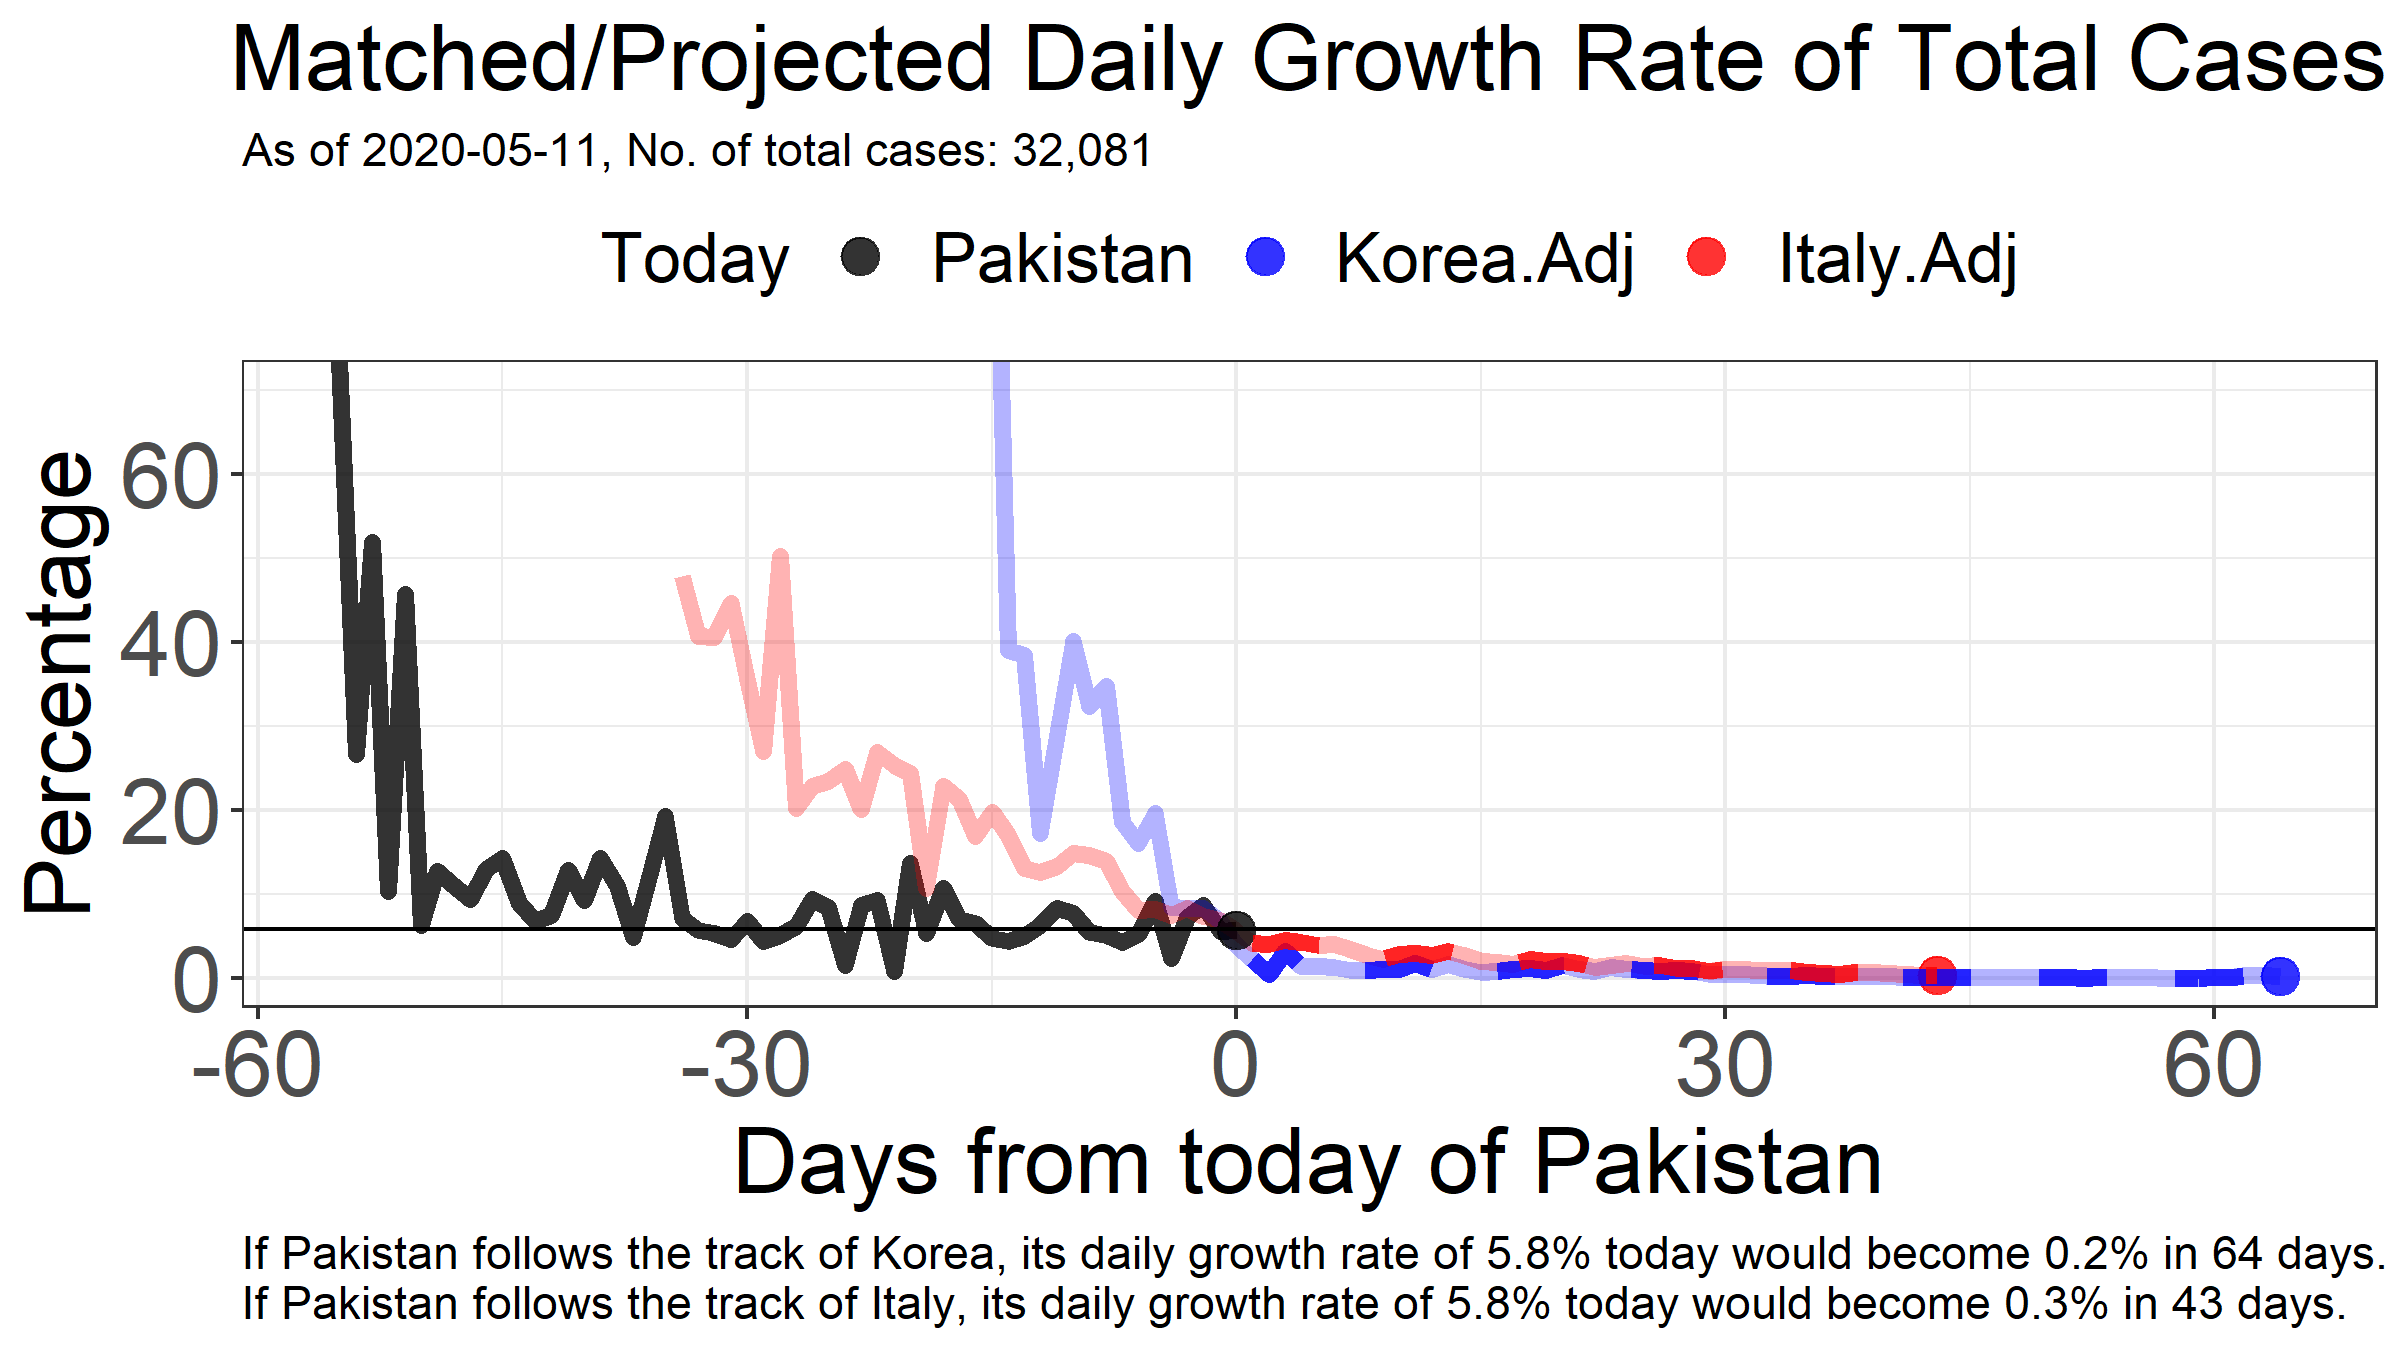 Matched/Projected Daily Growth Rate of Total Cases
As of 2020-05-11, No. of total cases: 32,081
Today Pakistan Korea.Adj Italy.Adj
Percentage
60
40
20
0
-60 -30 0 30 60
Days from today of Pakistan
If Pakistan follows the track of Korea, its daily growth rate of 5.8% today would become 0.2% in 64 days.
If Pakistan follows the track of Italy, its daily growth rate of 5.8% today would become 0.3% in 43 days.